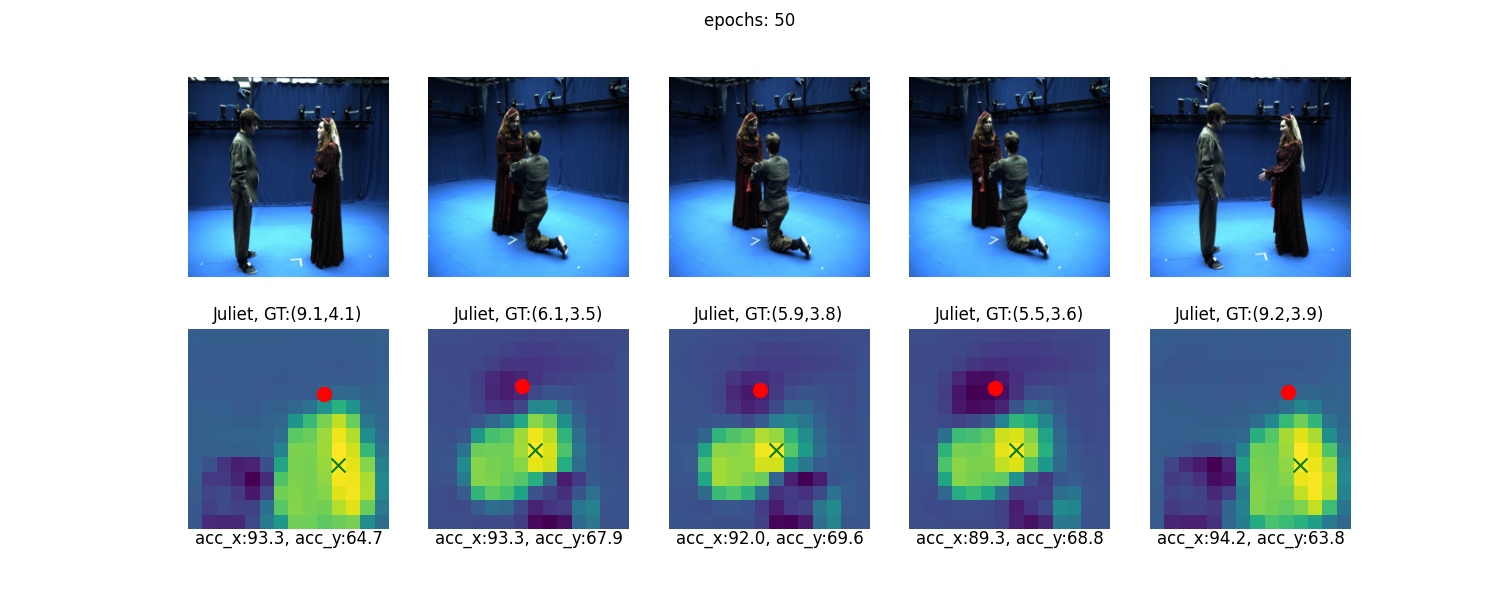 epochs: 50
Juliet, GT:(9.1,4.1)
Juliet, GT:(6.1,3.5)
Juliet, GT:(5.9,3.8)
Juliet, GT:(5.5,3.6)
Juliet, GT:(9.2,3.9)
acc_x:93.3, acc_y:64.7
acc_x:93.3, acc_y:67.9
acc_x:92.0, acc_y:69.6
acc_x:89.3, acc_y:68.8
acc_x:94.2, acc_y:63.8